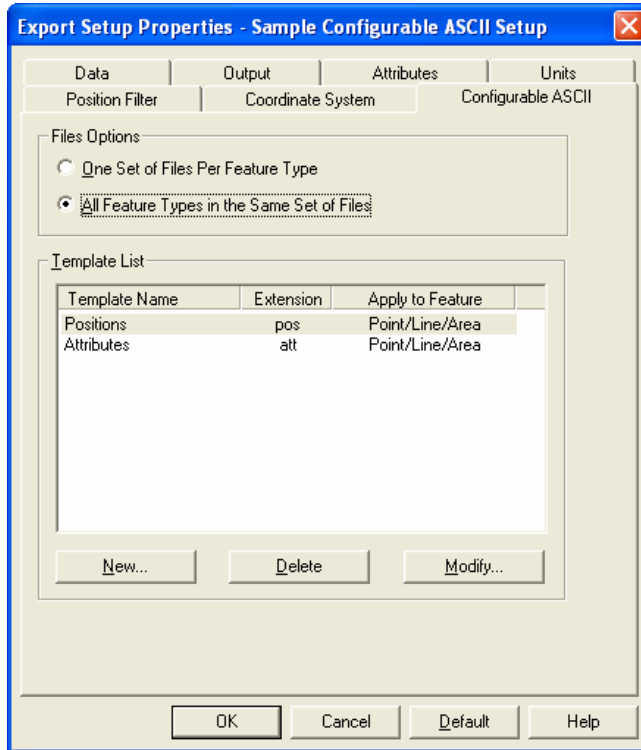 Export Setup Properties - Sample Configurable ASCII Setup
Data Output Attributes Units
Position Filter Coordinate System Configurable ASCII
Files Options
One Set of Files Per Feature Type
All Feature Types in the Same Set of Files
Template List
Template Name Extension Apply to Feature
Positions pos Point/Line/Area
Attributes att Point/Line/Area
New... Delete Modify...
OK Cancel Default Help